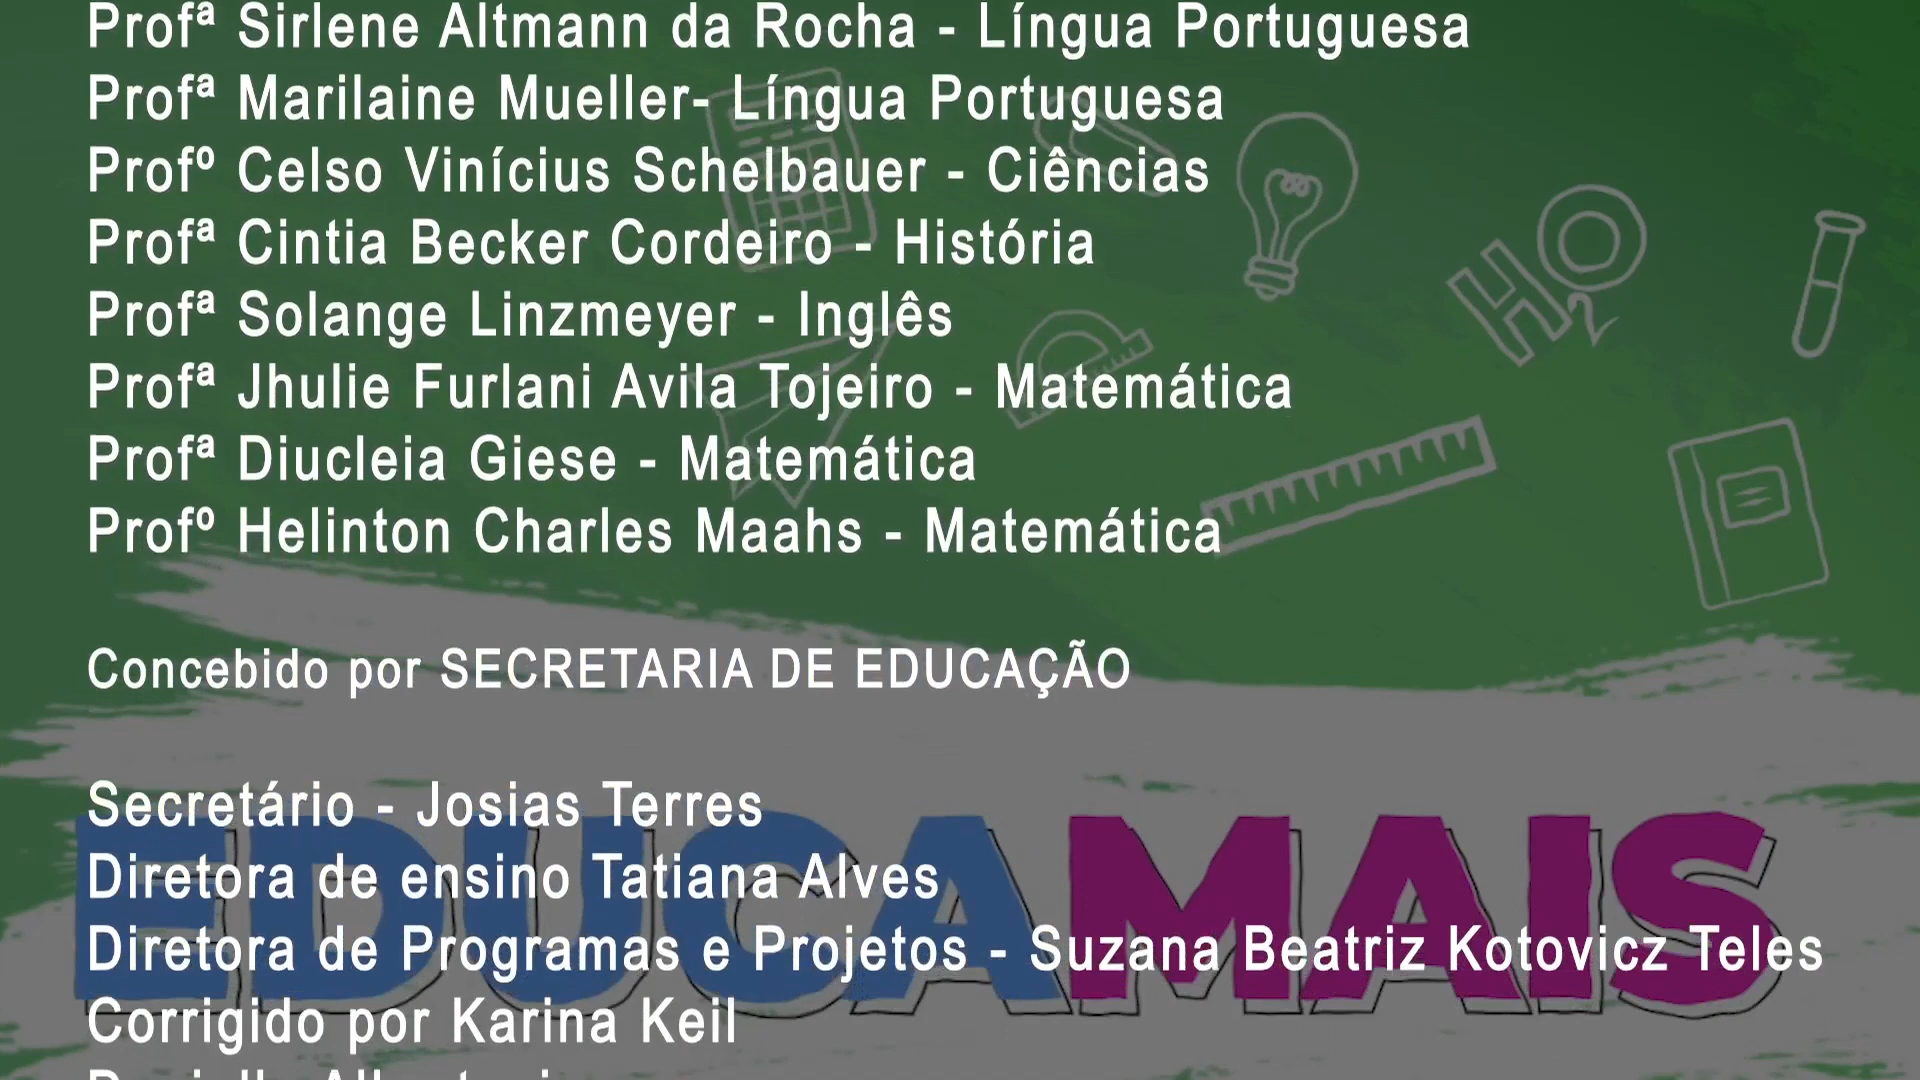 Profª Sirlene Altmann da Rocha - Língua Portuguesa
Profª Marilaine Mueller- Língua Portuguesa
Profº Celso Vinícius Schelbauer - Ciências
Profª Cintia Becker Cordeiro - História
Profª Solange Linzmeyer - Inglês
Profª Jhulie Furlani Avila Tojeiro - Matemática
Profª Diucleia Giese - Matemática
Profº Helinton Charles Maahs - Matemática
H2O
Concebido por SECRETARIA DE EDUCAÇÃO
Secretário - Josias Terres
Diretora de ensino Tatiana Alves
Diretora de Programas e Projetos - Suzana Beatriz Kotovicz Teles
Corrigido por Karina Keil
EDUCAMAIS